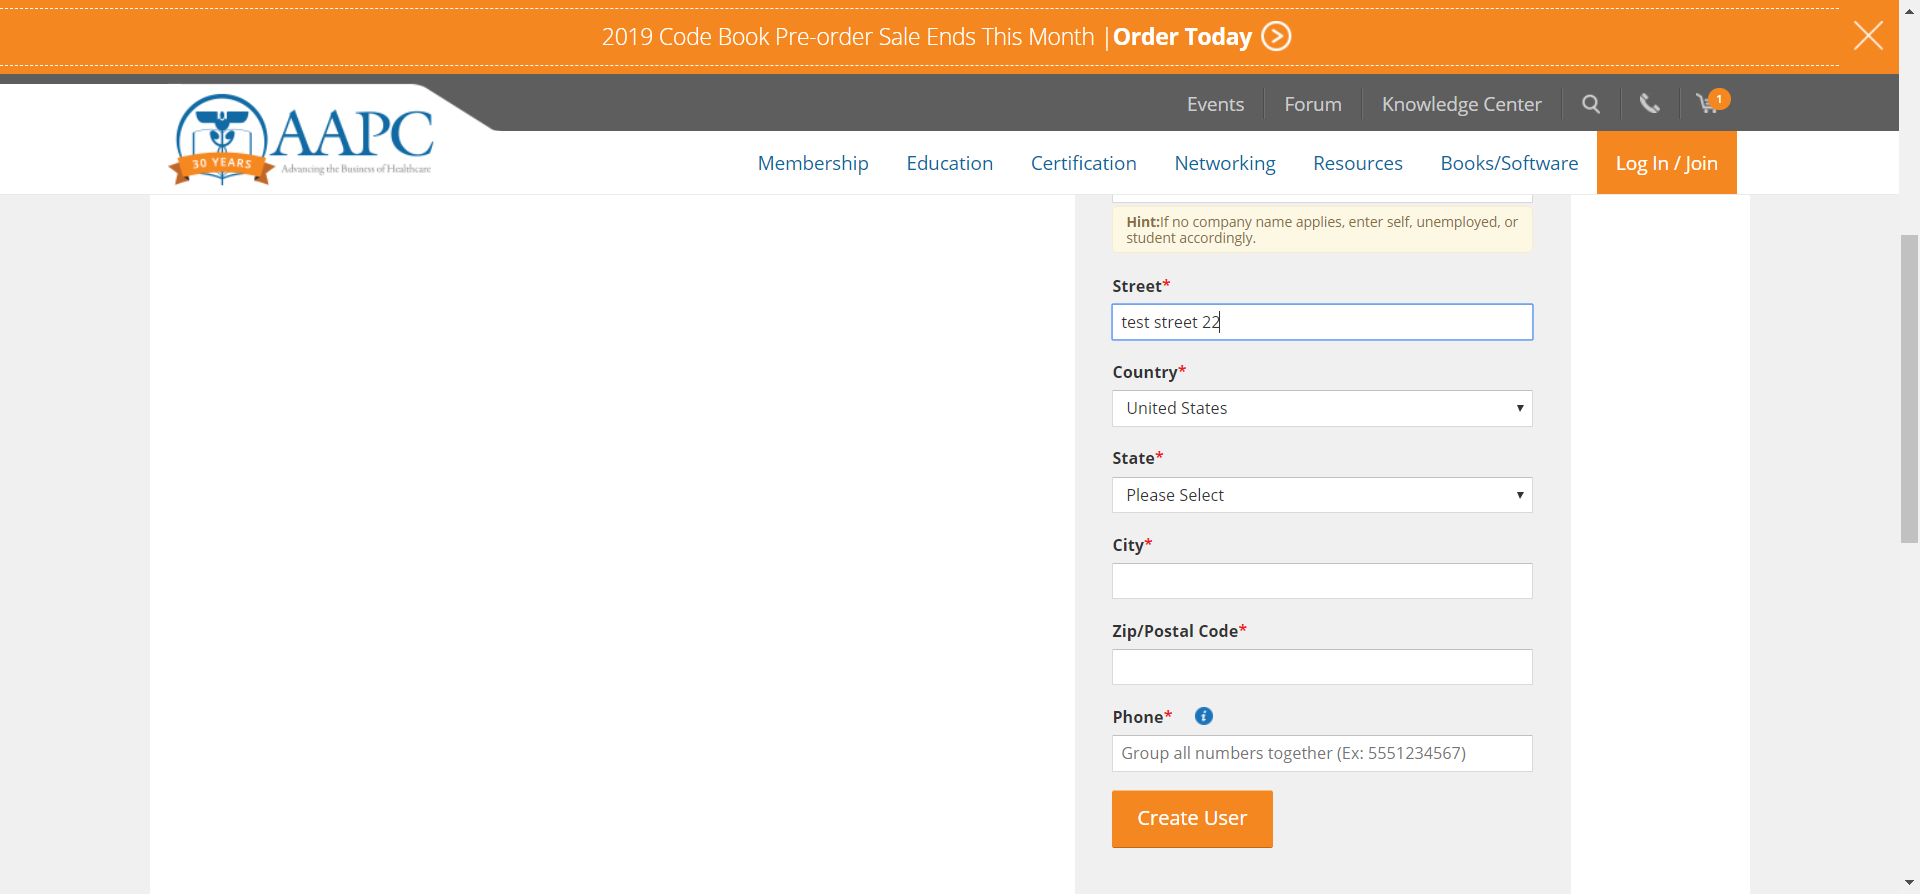 2019 Code Book Pre-order Sale Ends This Month |Order Today
Events
Forum
Knowledge Center
1
AAPC
30 YEARS
Advancing the Business of Healthcare
Membership
Education
Certification
Networking
Resources
Books/Software
Log In / Join
Hint:If no company name applies, enter self, unemployed, or
student accordingly.
Street*
test street 22
Country*
United States
State*
Please Select
City*
Zip/Postal Code*
Phone*
Group all numbers together (Ex: 5551234567)
Create User